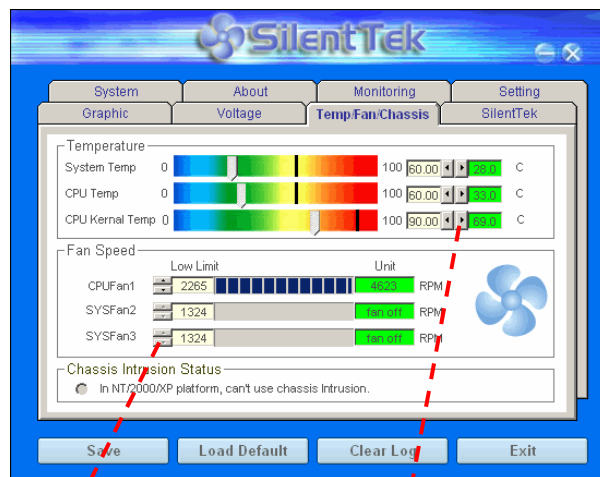 SilentTek
System About Monitoring Setting
Graphic Voltage Temp/Fan/Chassis SilentTek
Temperature
System Temp 0 100 60.00 28.0 C
CPU Temp 0 100 60.00 33.0 C
CPU Kernal Temp 0 100 90.00 69.0 C
Fan Speed
Low Limit Unit
CPUFan1 2265 4623 RPM
SYSFan2 1324 fan off RPM
SYSFan3 1324 fan off RPM
Chassis Intrusion Status
In NT/2000/XP platform, can't use chassis Intrusion.
Save Load Default Clear Log Exit